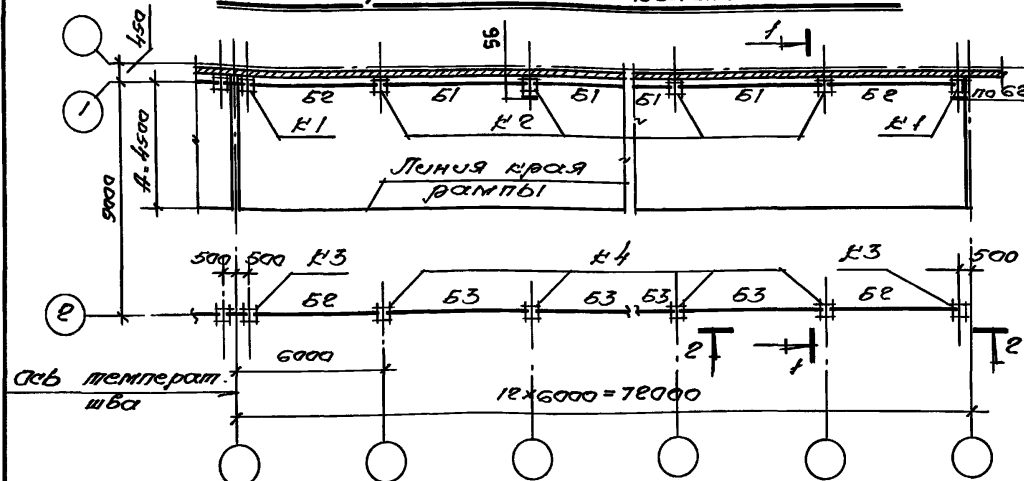 450
56
1
1
Б2
Б1
Б1
Б1
Б1
Б2
по Б2
К1
К2
К1
9000
А=4500
Линия края
рампы
500
500
К3
К4
К3
500
Б2
Б3
Б3
Б3
Б3
Б2
2
6000
2
1
2
Ось температ.
шва
12×6000=72000